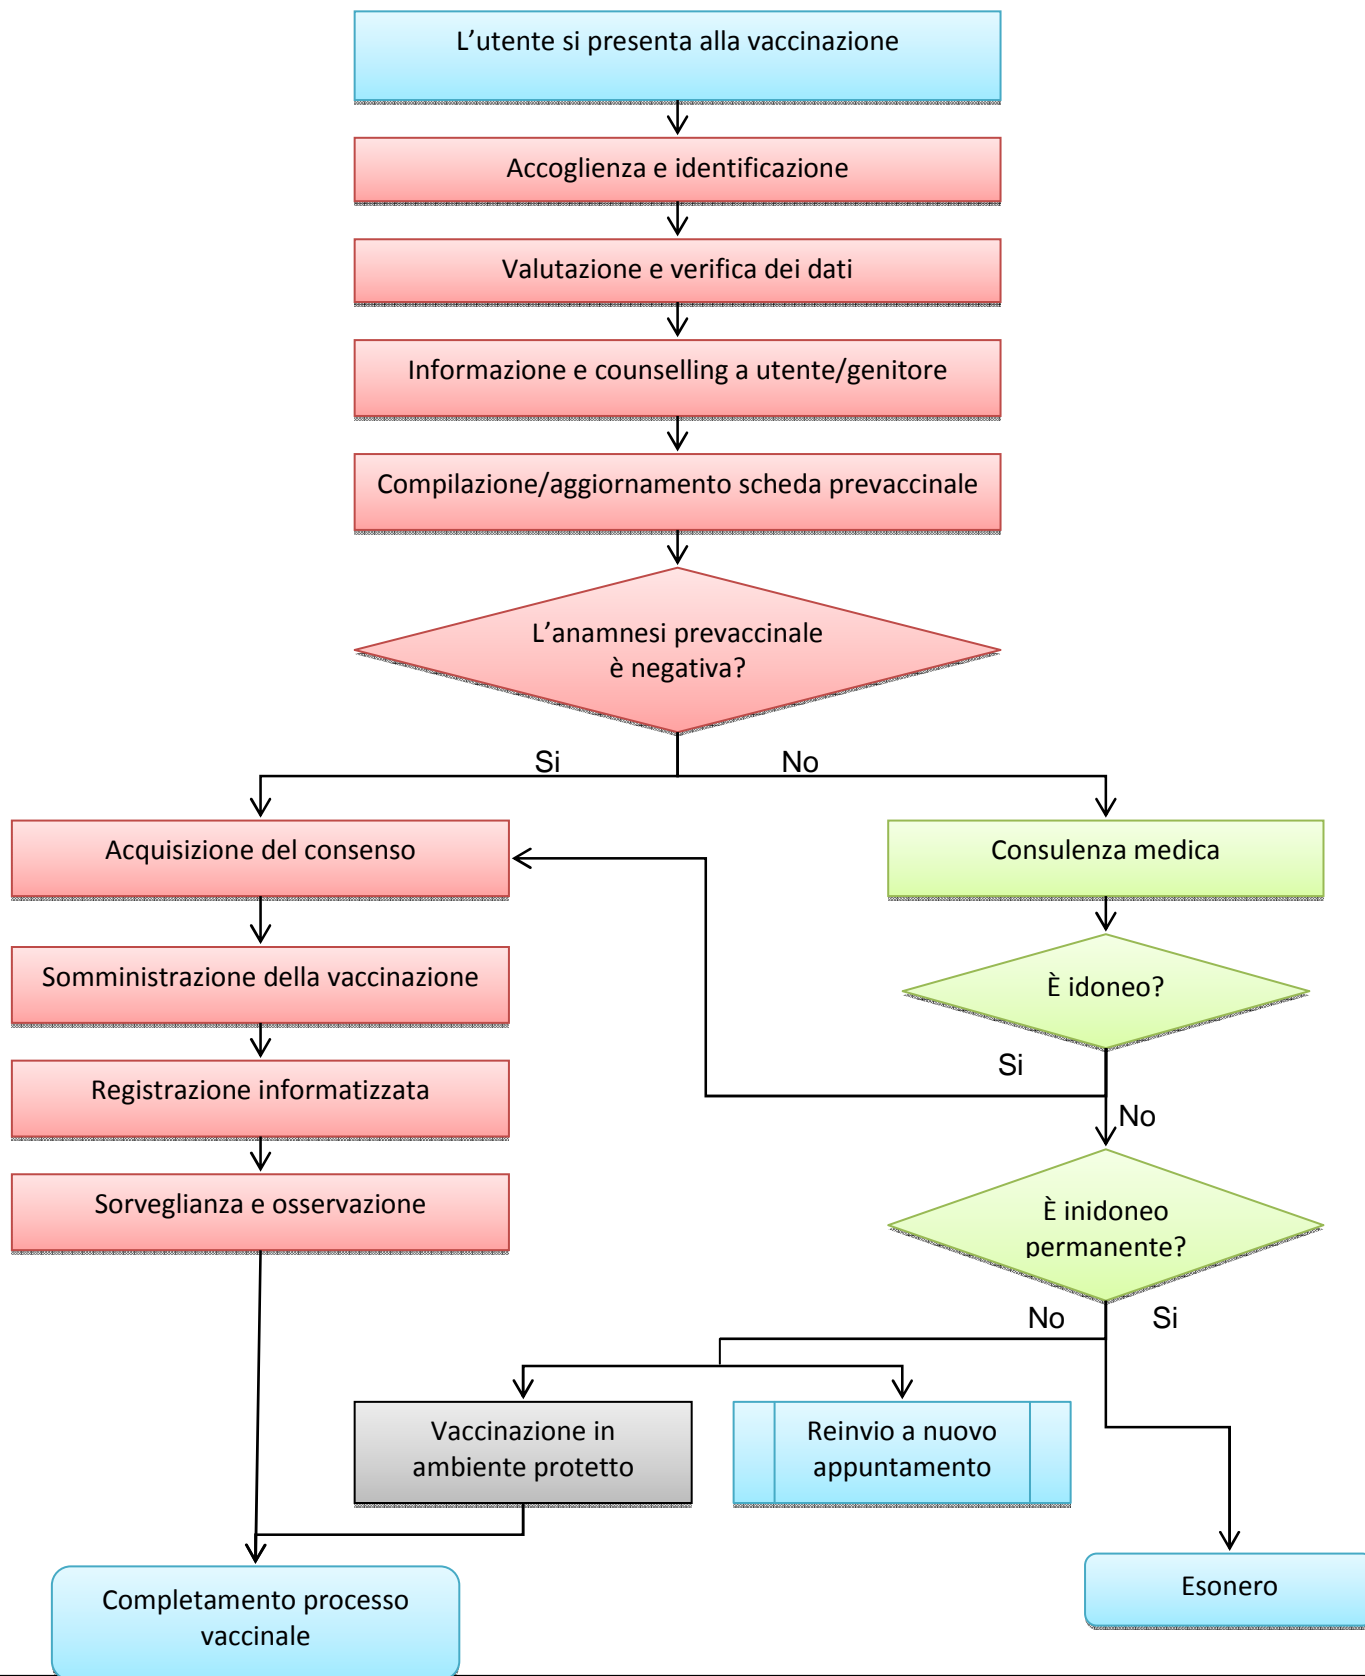 L’utente si presenta alla vaccinazione
Accoglienza e identificazione
Valutazione e verifica dei dati
Informazione e counselling a utente/genitore
Compilazione/aggiornamento scheda prevaccinale
L’anamnesi prevaccinale
è negativa?
Si
No
Acquisizione del consenso
Consulenza medica
Somministrazione della vaccinazione
È idoneo?
Si
Registrazione informatizzata
No
Sorveglianza e osservazione
È inidoneo
permanente?
No
Si
Vaccinazione in
ambiente protetto
Reinvio a nuovo
appuntamento
Esonero
Completamento processo
vaccinale